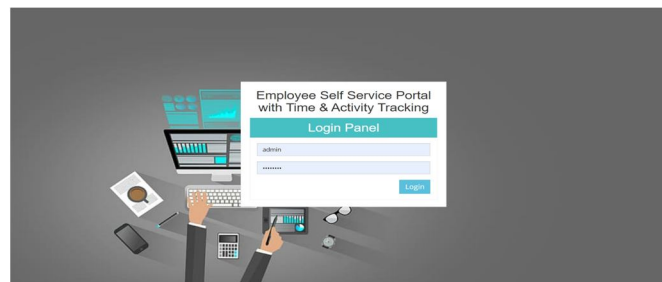 Employee Self Service Portal
with Time & Activity Tracking
Login Panel
admin
••••••••
Login